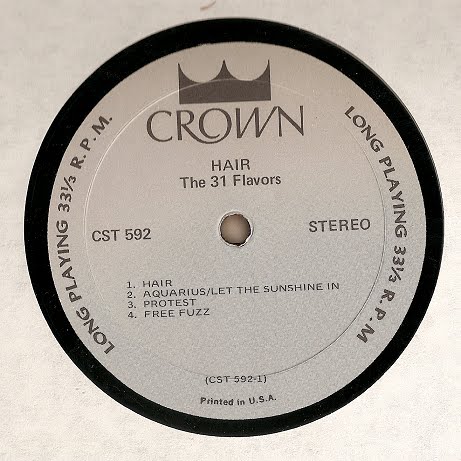 CROWN
HAIR
The 31 Flavors
LONG PLAYING 33⅓ R.P.M.
LONG PLAYING 33⅓ R.P.M
CST 592
STEREO
1. HAIR
2. AQUARIUS/LET THE SUNSHINE IN
3. PROTEST
4. FREE FUZZ
(CST 592-1)
Printed in U.S.A.